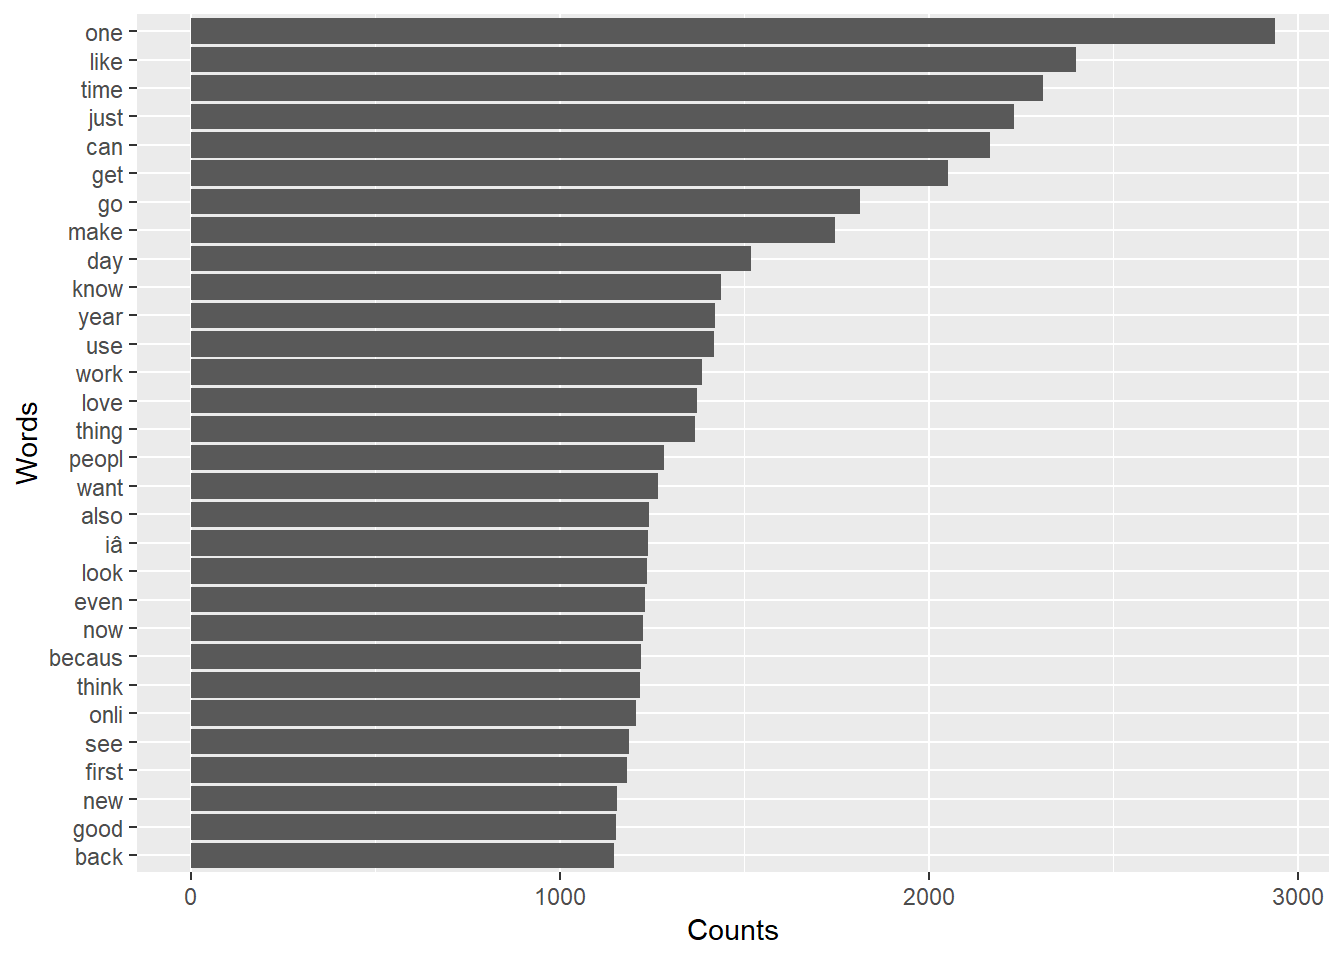 one
like
time
just
can
get
go
make
day
know
year
use
work
love
thing
peopl
want
also
iâ
look
even
now
becaus
think
onli
see
first
new
good
back
Words
0 1000 2000 3000
Counts